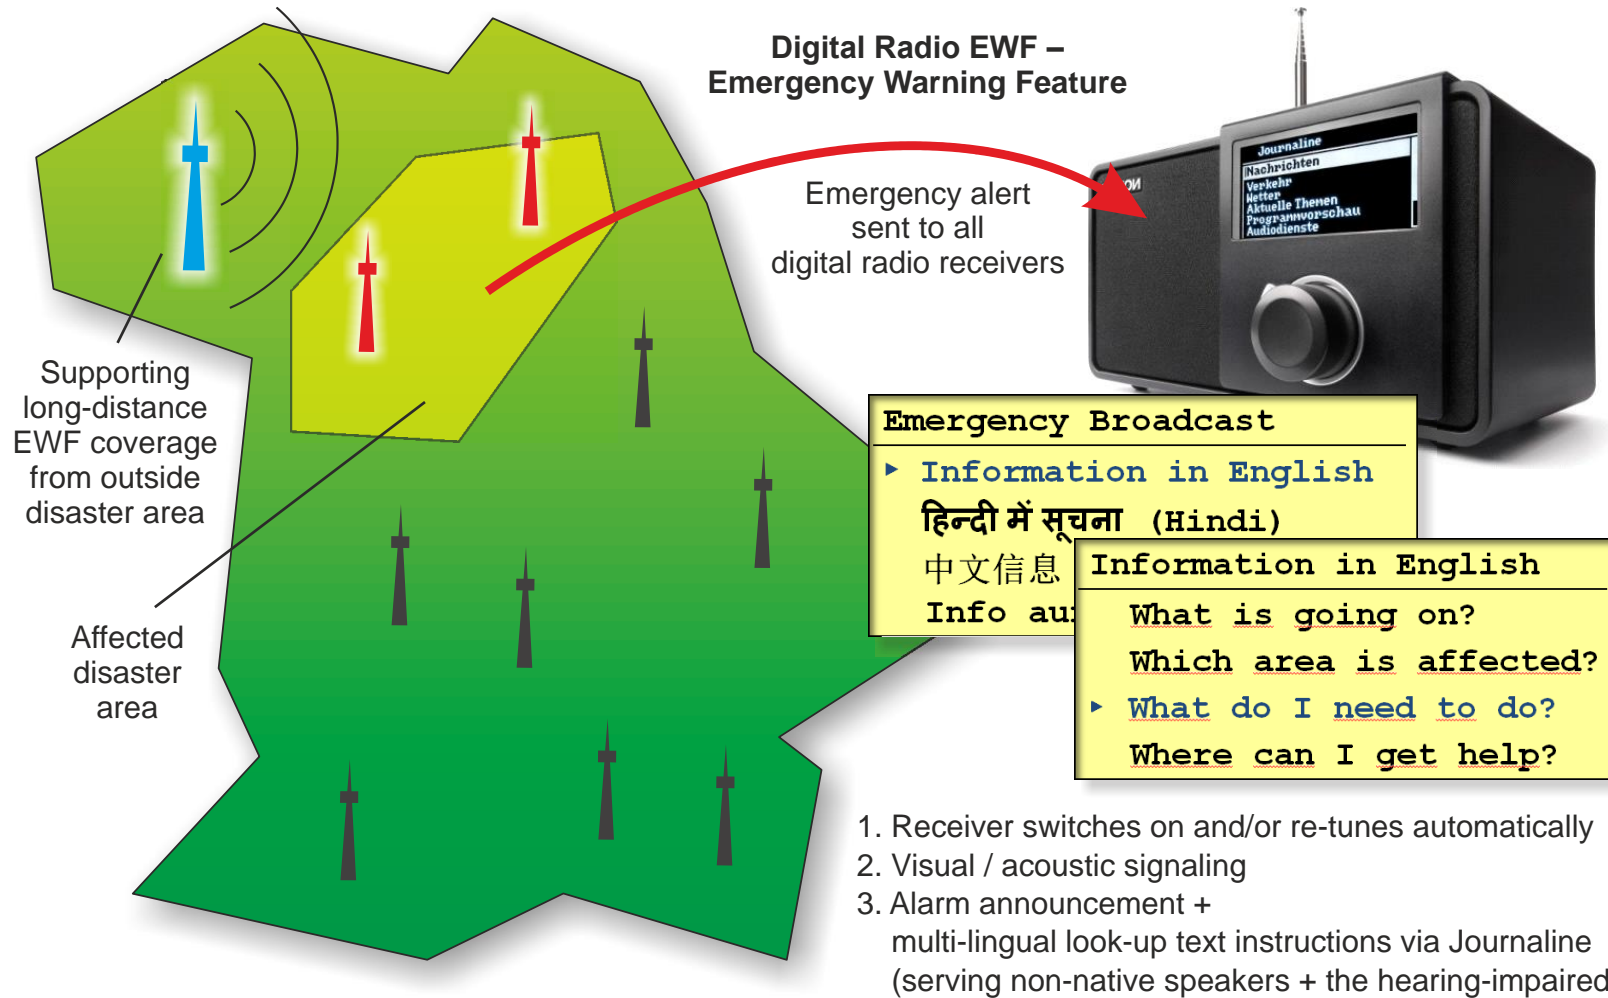 Digital Radio EWF –
Emergency Warning Feature
Emergency alert
sent to all
digital radio receivers
Journaline
Nachrichten
Verkehr
Wetter
Aktuelle Themen
Programmvorschau
Audiodienste
Supporting
long-distance
EWF coverage
from outside
disaster area
Affected
disaster
area
Emergency Broadcast
▸ Information in English
हिन्दी में सूचना (Hindi)
中文信息
Info au
Information in English
What is going on?
Which area is affected?
▸ What do I need to do?
Where can I get help?
1. Receiver switches on and/or re-tunes automatically
2. Visual / acoustic signaling
3. Alarm announcement +
multi-lingual look-up text instructions via Journaline
(serving non-native speakers + the hearing-impaired